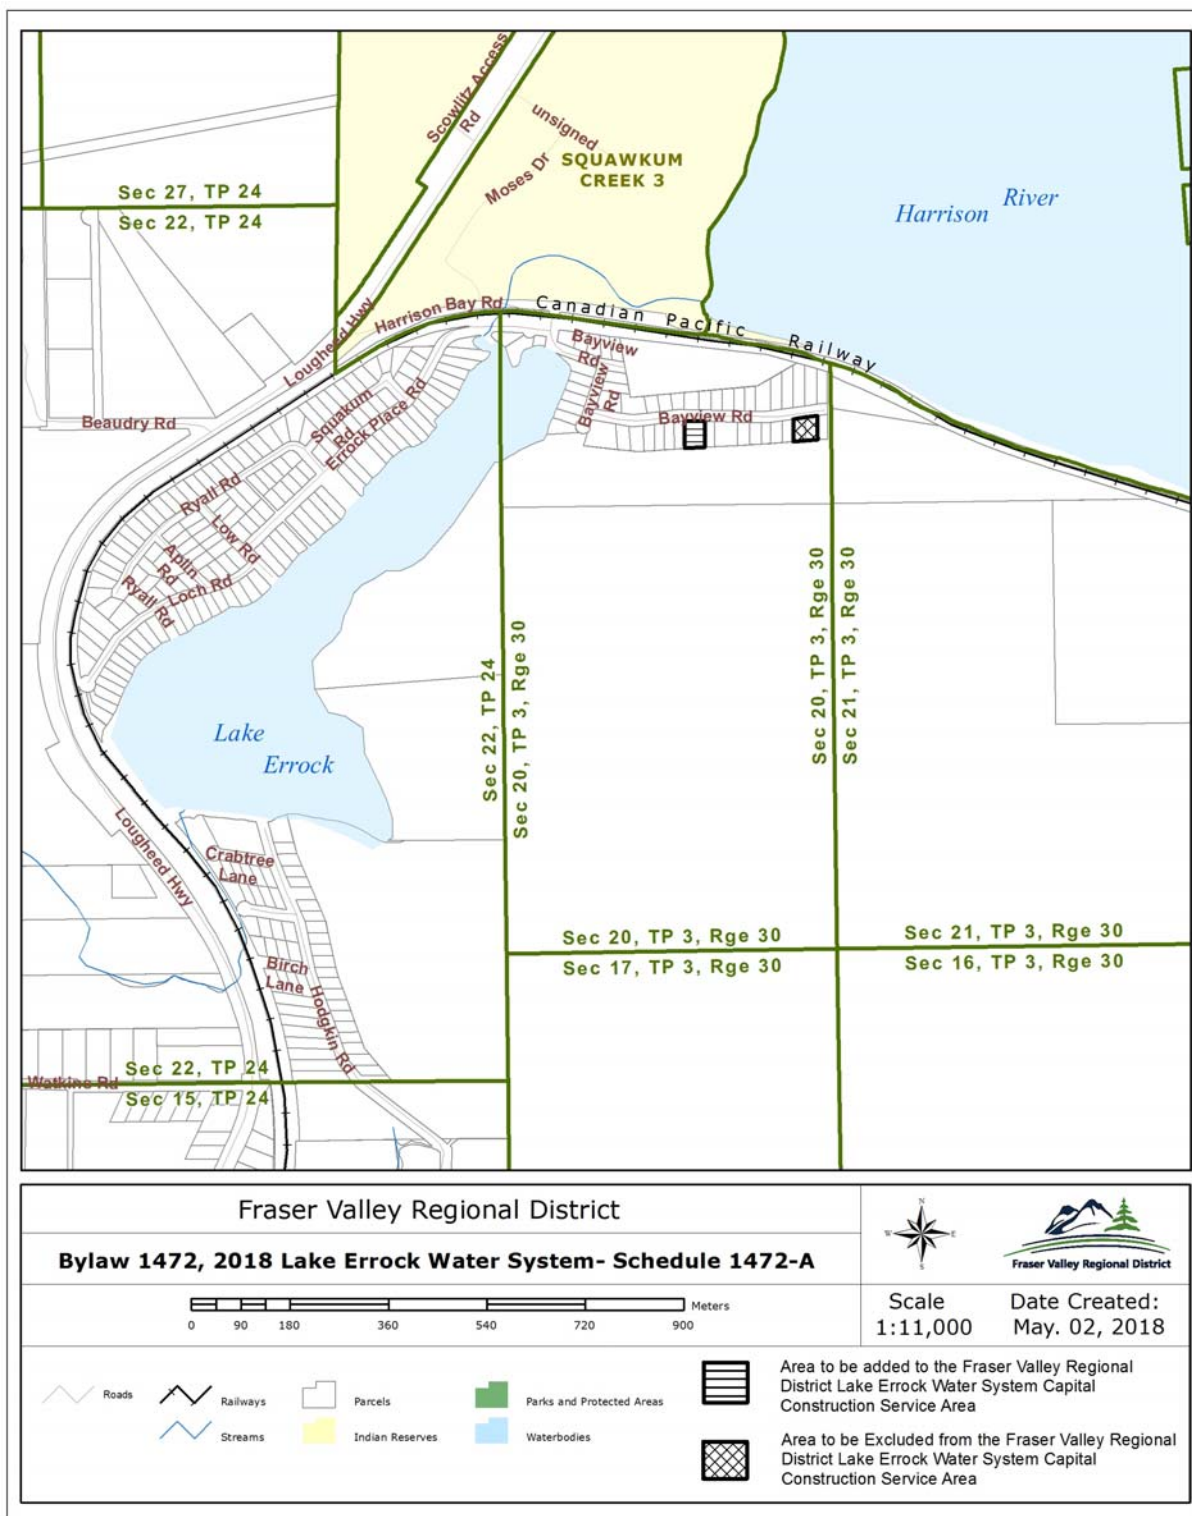 Scowlitz Access
Rd
unsigned
Moses Dr
SQUAWKUM
CREEK 3
Harrison River
Sec 27, TP 24
Sec 22, TP 24
Lougheed Hwy
Harrison Bay Rd
Canadian Pacific Railway
Bayview
Rd
Bayview
Rd
Bayview Rd
Beaudry Rd
Squakum
Rd
Errock Place Rd
Ryall Rd
Low Rd
Aplin
Rd
Ryall Rd
Loch Rd
Sec 22, TP 24
Sec 20, TP 3, Rge 30
Sec 20, TP 3, Rge 30
Sec 21, TP 3, Rge 30
Lake
Errock
Lougheed Hwy
Crabtree
Lane
Birch
Lane
Hodgkin Rd
Sec 20, TP 3, Rge 30
Sec 17, TP 3, Rge 30
Sec 21, TP 3, Rge 30
Sec 16, TP 3, Rge 30
Watkins Rd
Sec 22, TP 24
Sec 15, TP 24
Fraser Valley Regional District
Bylaw 1472, 2018 Lake Errock Water System- Schedule 1472-A
N
W
E
S
Fraser Valley Regional District
Meters
0 90 180 360 540 720 900
Scale
1:11,000
Date Created:
May. 02, 2018
Roads
Railways
Parcels
Parks and Protected Areas
Streams
Indian Reserves
Waterbodies
Area to be added to the Fraser Valley Regional
District Lake Errock Water System Capital
Construction Service Area
Area to be Excluded from the Fraser Valley Regional
District Lake Errock Water System Capital
Construction Service Area